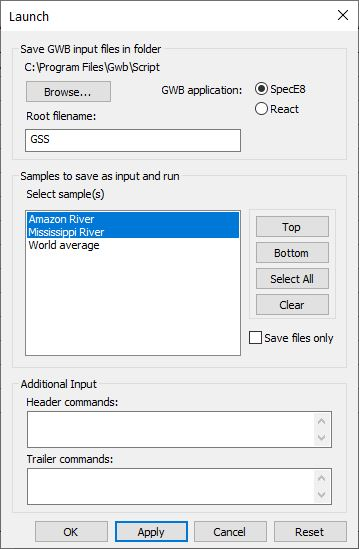 Launch
Save GWB input files in folder
C:\Program Files\Gwb\Script
Browse...
GWB application:
SpecE8
React
Root filename:
GSS
Samples to save as input and run
Select sample(s)
Amazon River
Mississippi River
World average
Top
Bottom
Select All
Clear
Save files only
Additional Input
Header commands:
Trailer commands:
OK
Apply
Cancel
Reset